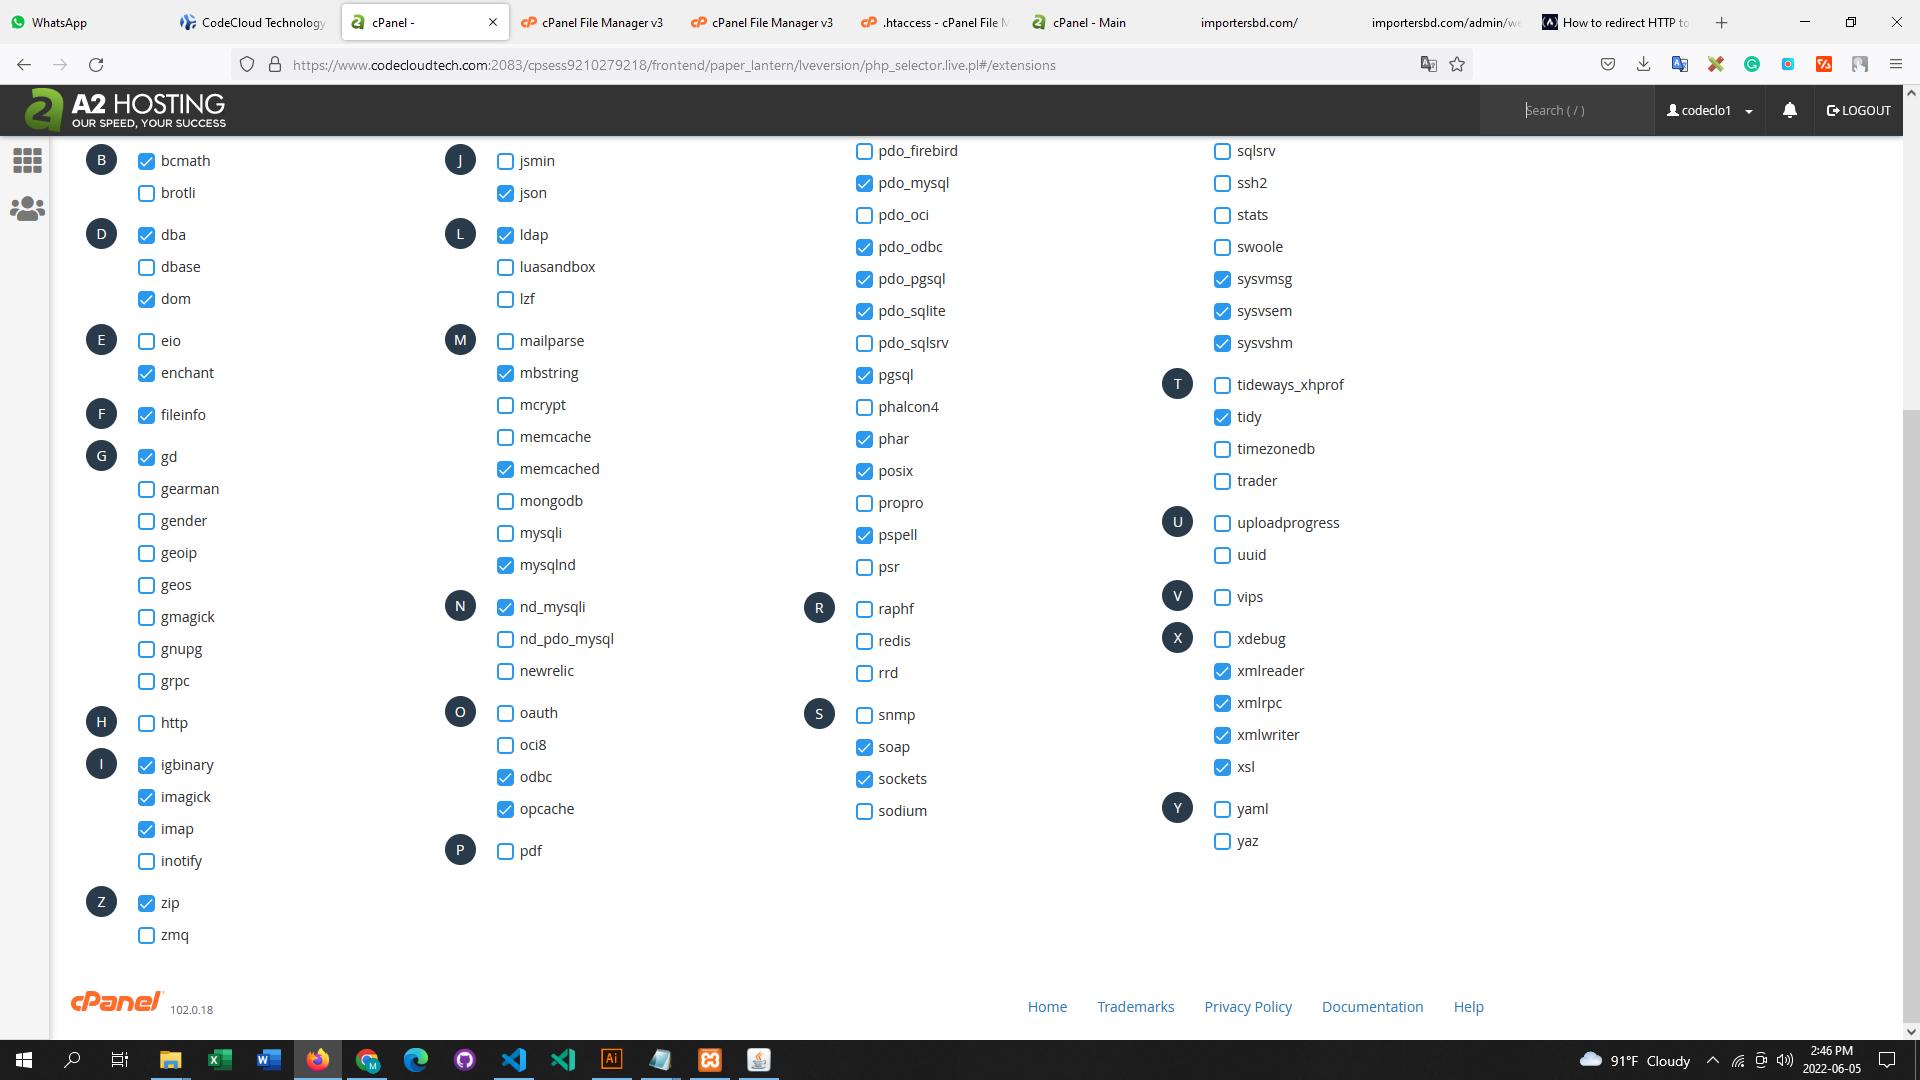 WhatsApp
CodeCloud Technology
cPanel -
cPanel File Manager v3
cPanel File Manager v3
.htaccess - cPanel File M
cPanel - Main
importersbd.com/
importersbd.com/admin/we
How to redirect HTTP to
https://www.codecloudtech.com:2083/cpsess9210279218/frontend/paper_lantern/lveversion/php_selector.live.pl#/extensions
A2 HOSTING
OUR SPEED, YOUR SUCCESS
Search ( / )
codeclo1
LOGOUT
B
bcmath
brotli
D
dba
dbase
dom
E
eio
enchant
F
fileinfo
G
gd
gearman
gender
geoip
geos
gmagick
gnupg
grpc
H
http
I
igbinary
imagick
imap
inotify
Z
zip
zmq
J
jsmin
json
L
ldap
luasandbox
lzf
M
mailparse
mbstring
mcrypt
memcache
memcached
mongodb
mysqli
mysqlnd
N
nd_mysqli
nd_pdo_mysql
newrelic
O
oauth
oci8
odbc
opcache
P
pdf
pdo_firebird
pdo_mysql
pdo_oci
pdo_odbc
pdo_pgsql
pdo_sqlite
pdo_sqlsrv
pgsql
phalcon4
phar
posix
propro
pspell
psr
R
raphf
redis
rrd
S
snmp
soap
sockets
sodium
sqlsrv
ssh2
stats
swoole
sysvmsg
sysvsem
sysvshm
T
tideways_xhprof
tidy
timezonedb
trader
U
uploadprogress
uuid
V
vips
X
xdebug
xmlreader
xmlrpc
xmlwriter
xsl
Y
yaml
yaz
cPanel 102.0.18
Home
Trademarks
Privacy Policy
Documentation
Help
91°F Cloudy
2:46 PM
2022-06-05